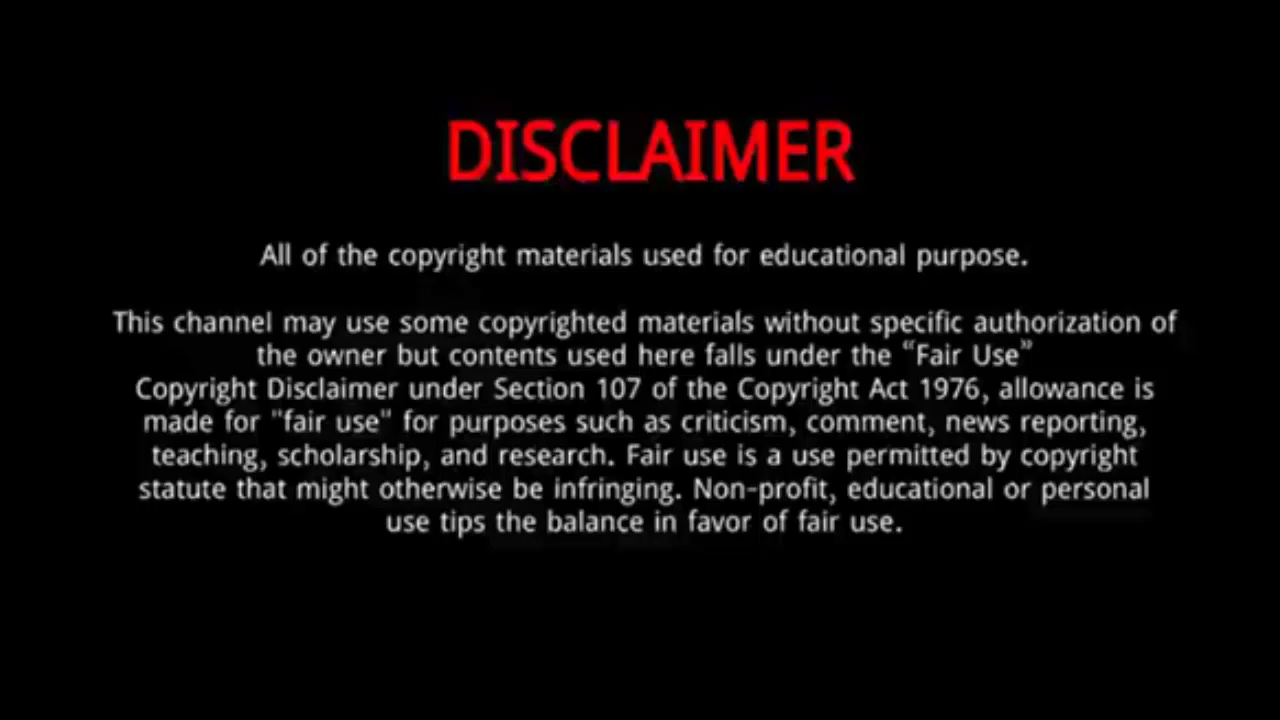 DISCLAIMER
All of the copyright materials used for educational purpose.
This channel may use some copyrighted materials without specific authorization of
the owner but contents used here falls under the “Fair Use”
Copyright Disclaimer under Section 107 of the Copyright Act 1976, allowance is
made for "fair use" for purposes such as criticism, comment, news reporting,
teaching, scholarship, and research. Fair use is a use permitted by copyright
statute that might otherwise be infringing. Non-profit, educational or personal
use tips the balance in favor of fair use.